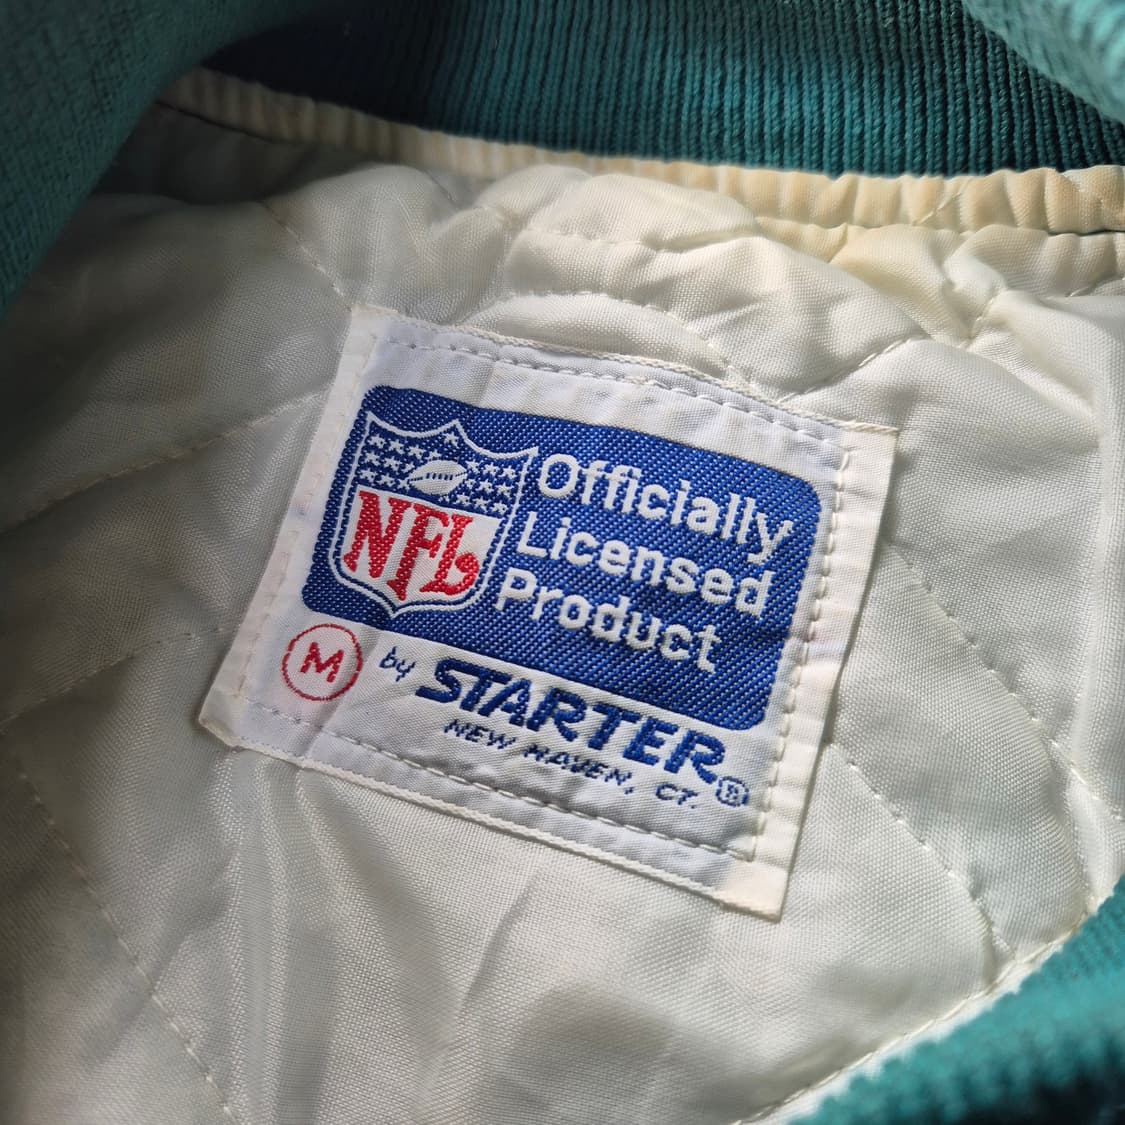 NFL
Officially
Licensed
Product
M by STARTER®
NEW HAVEN, CT.